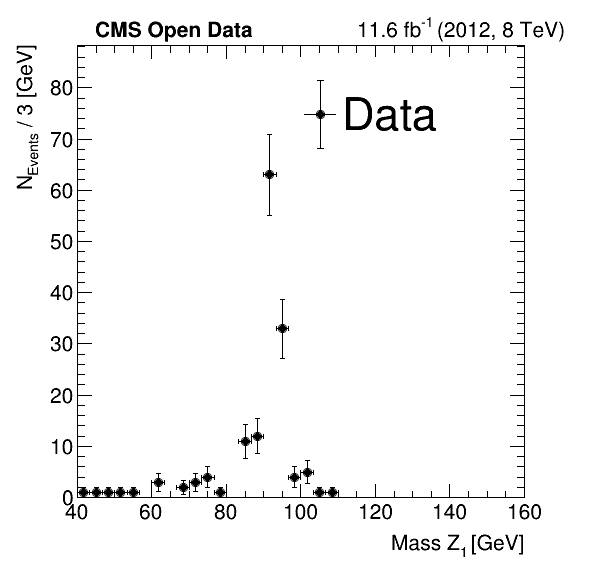 CMS Open Data 11.6 fb⁻¹ (2012, 8 TeV)
N_Events / 3 [GeV]
80
70
60
50
40
30
20
10
0
Data
40 60 80 100 120 140 160
Mass Z₁ [GeV]